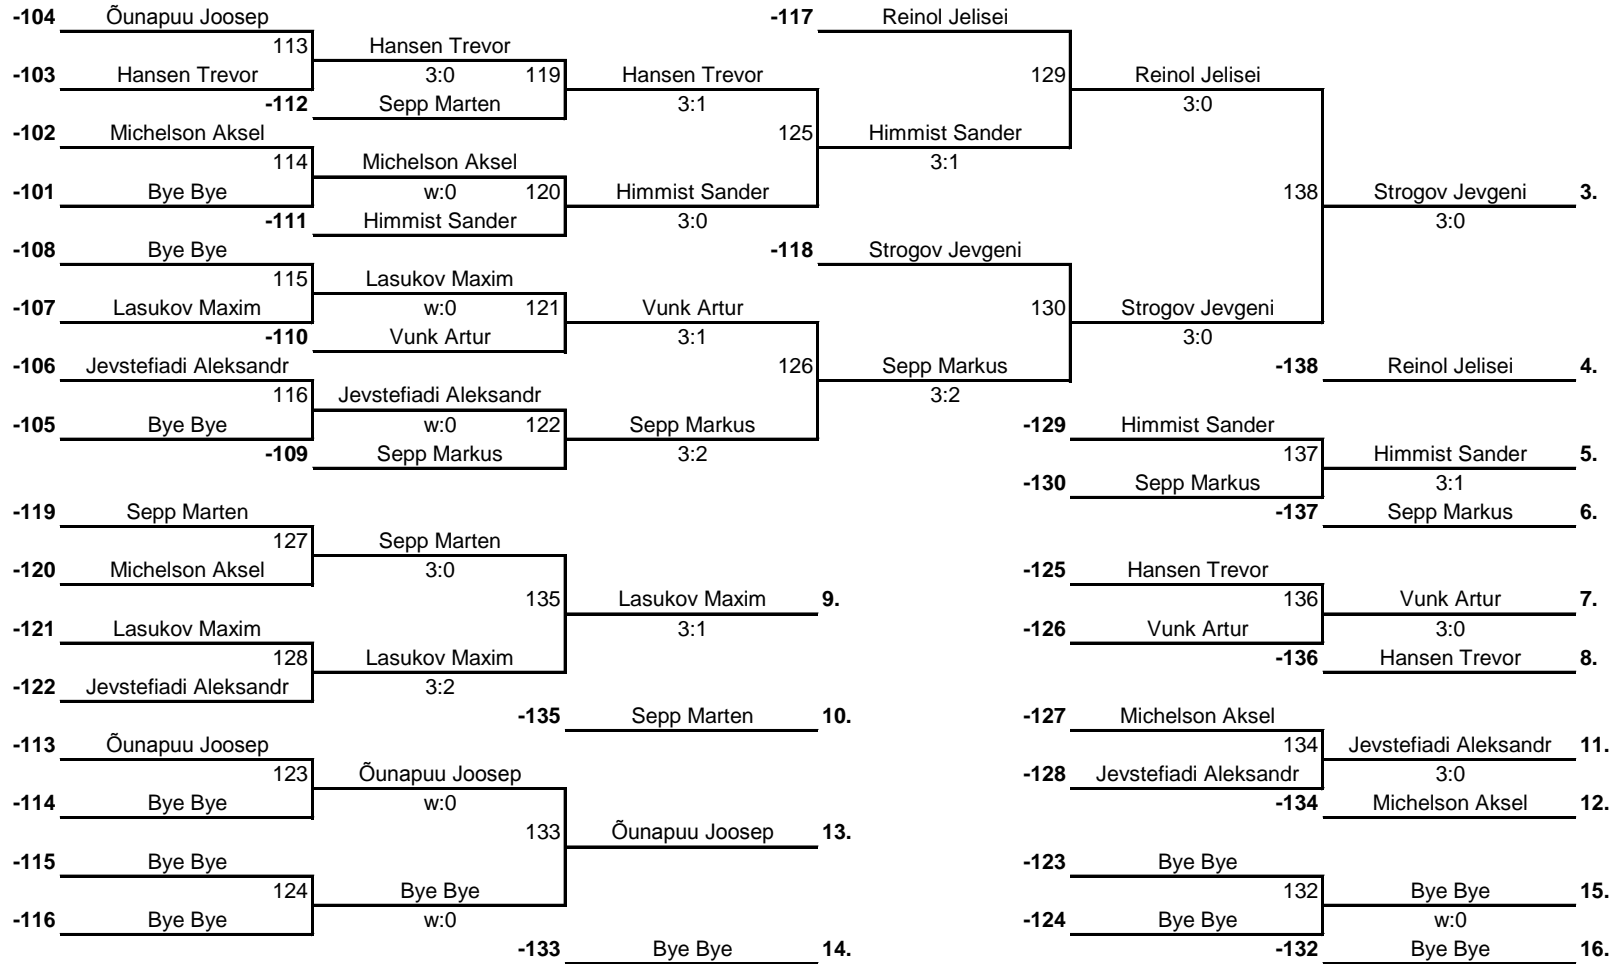 -104 Õunapuu Joosep -117 Reinol Jelisei
113 Hansen Trevor
-103 Hansen Trevor 3:0 119 Hansen Trevor 129 Reinol Jelisei
-112 Sepp Marten 3:1 3:0
-102 Michelson Aksel 125 Himmist Sander
114 Michelson Aksel 3:1
-101 Bye Bye w:0 120 Himmist Sander 138 Strogov Jevgeni 3.
-111 Himmist Sander 3:0 3:0
-108 Bye Bye -118 Strogov Jevgeni
115 Lasukov Maxim
-107 Lasukov Maxim w:0 121 Vunk Artur 130 Strogov Jevgeni
-110 Vunk Artur 3:1 3:0
-106 Jevstefiadi Aleksandr 126 Sepp Markus -138 Reinol Jelisei 4.
116 Jevstefiadi Aleksandr 3:2
-105 Bye Bye w:0 122 Sepp Markus -129 Himmist Sander
-109 Sepp Markus 3:2 137 Himmist Sander 5.
-130 Sepp Markus 3:1
-119 Sepp Marten -137 Sepp Markus 6.
127 Sepp Marten
-120 Michelson Aksel 3:0 -125 Hansen Trevor
135 Lasukov Maxim 9. 136 Vunk Artur 7.
-121 Lasukov Maxim 3:1 -126 Vunk Artur 3:0
128 Lasukov Maxim -136 Hansen Trevor 8.
-122 Jevstefiadi Aleksandr 3:2
-135 Sepp Marten 10. -127 Michelson Aksel
-113 Õunapuu Joosep 134 Jevstefiadi Aleksandr 11.
123 Õunapuu Joosep -128 Jevstefiadi Aleksandr 3:0
-114 Bye Bye w:0 -134 Michelson Aksel 12.
133 Õunapuu Joosep 13.
-115 Bye Bye -123 Bye Bye
124 Bye Bye 132 Bye Bye 15.
-116 Bye Bye w:0 -124 Bye Bye w:0
-133 Bye Bye 14. -132 Bye Bye 16.